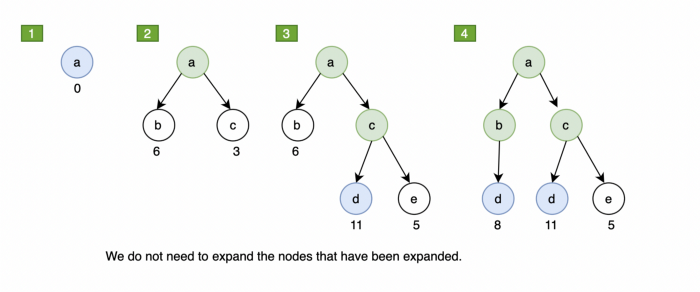 1 2 3 4
a a a a
0
b c b c b c
6 3 6
d e d d e
11 5 8 11 5
We do not need to expand the nodes that have been expanded.